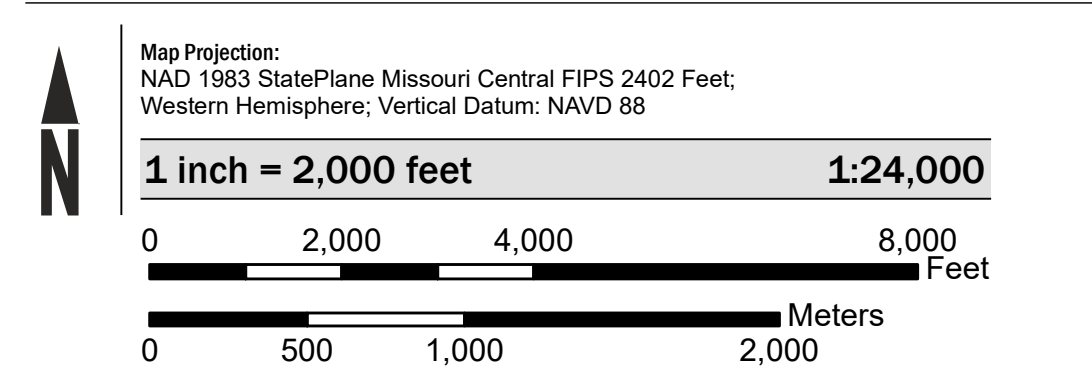 Map Projection:
NAD 1983 StatePlane Missouri Central FIPS 2402 Feet;
Western Hemisphere; Vertical Datum: NAVD 88
N
1 inch = 2,000 feet 1:24,000
0 2,000 4,000 8,000
Feet
Meters
0 500 1,000 2,000